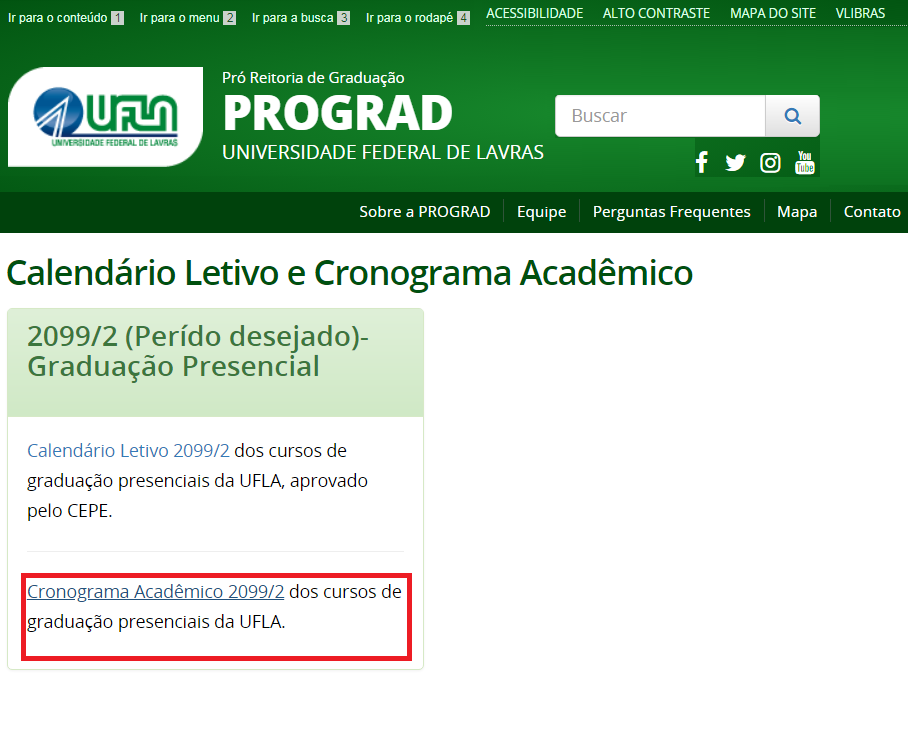 Ir para o conteúdo 1 Ir para o menu 2 Ir para a busca 3 Ir para o rodapé 4 ACESSIBILIDADE ALTO CONTRASTE MAPA DO SITE VLIBRAS
UFLA
UNIVERSIDADE FEDERAL DE LAVRAS
Pró Reitoria de Graduação
PROGRAD
UNIVERSIDADE FEDERAL DE LAVRAS
Buscar
You Tube
Sobre a PROGRAD Equipe Perguntas Frequentes Mapa Contato
Calendário Letivo e Cronograma Acadêmico
2099/2 (Perído desejado)-
Graduação Presencial
Calendário Letivo 2099/2 dos cursos de
graduação presenciais da UFLA, aprovado
pelo CEPE.
Cronograma Acadêmico 2099/2 dos cursos de
graduação presenciais da UFLA.